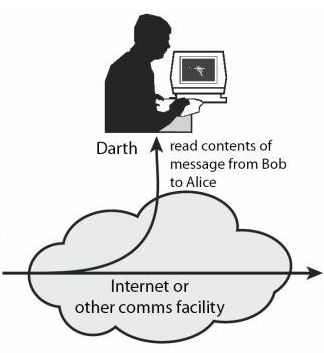 Darth
read contents of
message from Bob
to Alice
Internet or
other comms facility